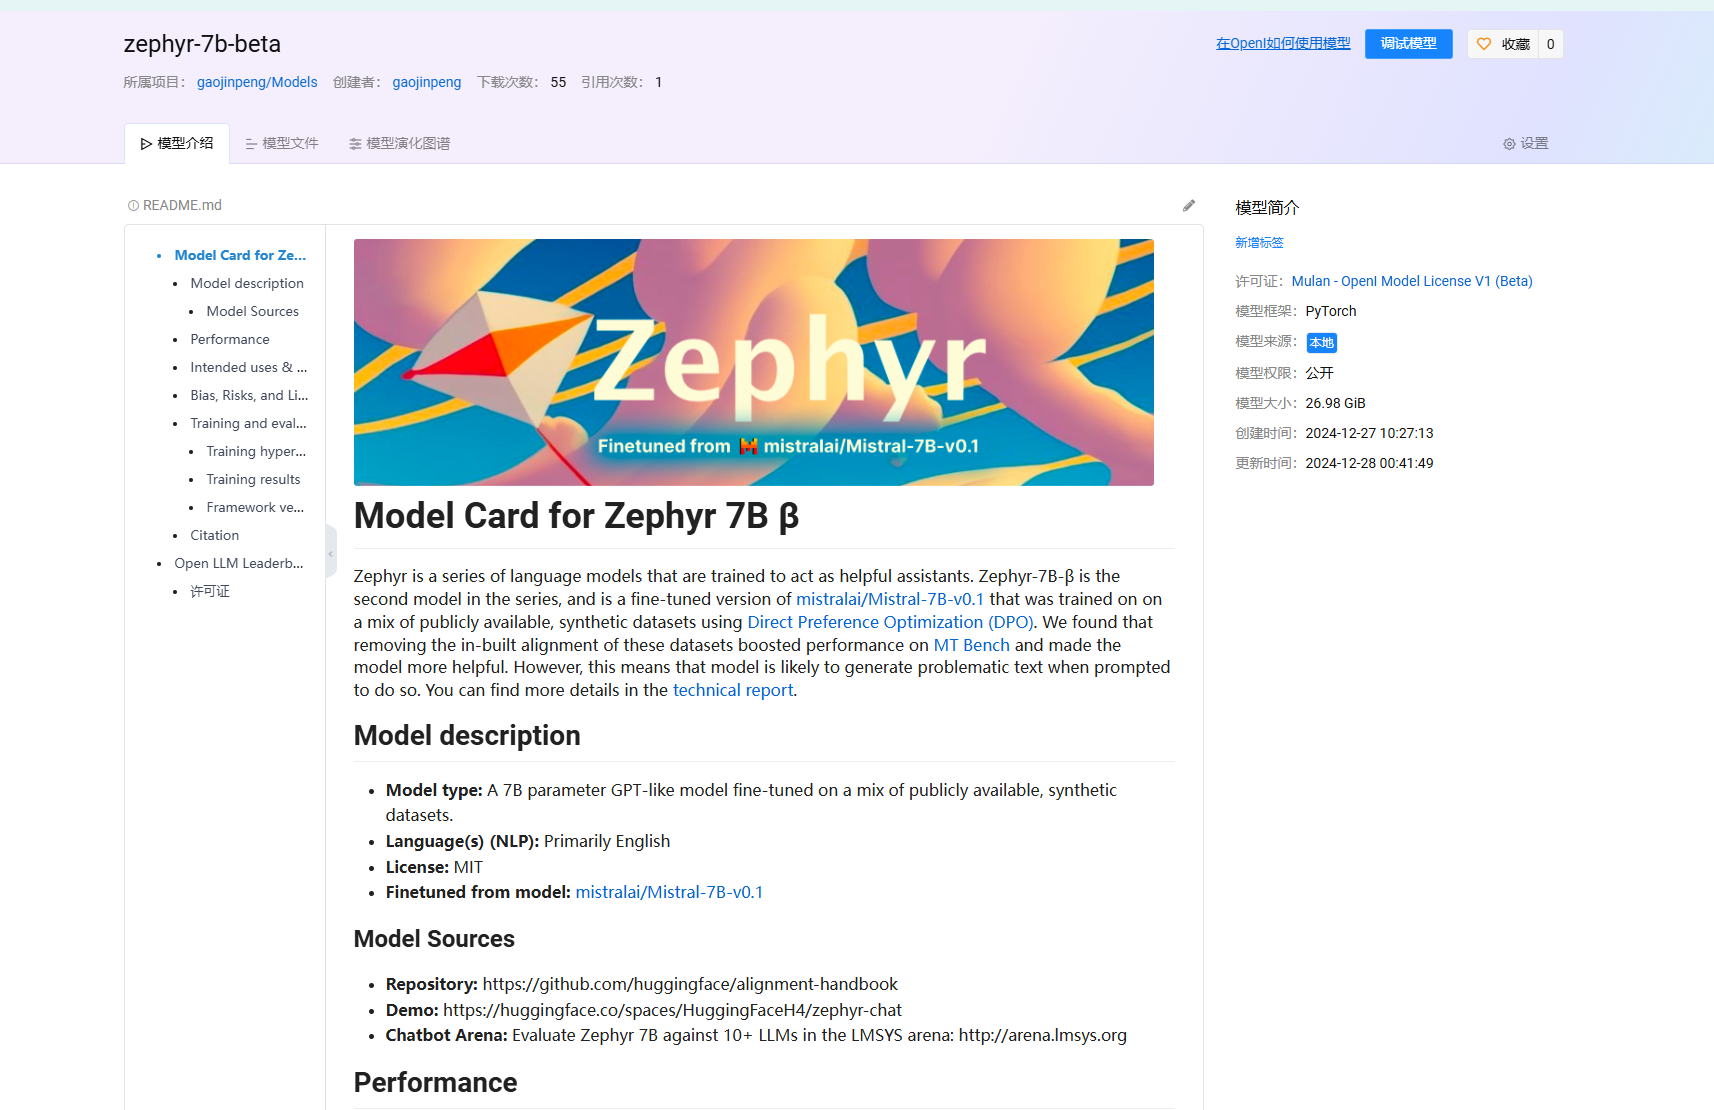 zephyr-7b-beta
在OpenI如何使用模型
调试模型
收藏 0
所属项目： gaojinpeng/Models 创建者： gaojinpeng 下载次数： 55 引用次数： 1
模型介绍
模型文件
模型演化图谱
设置
README.md
Model Card for Ze...
Model description
Model Sources
Performance
Intended uses & ...
Bias, Risks, and Li...
Training and eval...
Training hyper...
Training results
Framework ve...
Citation
Open LLM Leaderb...
许可证
Zephyr
Finetuned from mistralai/Mistral-7B-v0.1
Model Card for Zephyr 7B β
Zephyr is a series of language models that are trained to act as helpful assistants. Zephyr-7B-β is the
second model in the series, and is a fine-tuned version of mistralai/Mistral-7B-v0.1 that was trained on on
a mix of publicly available, synthetic datasets using Direct Preference Optimization (DPO). We found that
removing the in-built alignment of these datasets boosted performance on MT Bench and made the
model more helpful. However, this means that model is likely to generate problematic text when prompted
to do so. You can find more details in the technical report.
Model description
Model type: A 7B parameter GPT-like model fine-tuned on a mix of publicly available, synthetic
datasets.
Language(s) (NLP): Primarily English
License: MIT
Finetuned from model: mistralai/Mistral-7B-v0.1
Model Sources
Repository: https://github.com/huggingface/alignment-handbook
Demo: https://huggingface.co/spaces/HuggingFaceH4/zephyr-chat
Chatbot Arena: Evaluate Zephyr 7B against 10+ LLMs in the LMSYS arena: http://arena.lmsys.org
Performance
模型简介
新增标签
许可证： Mulan - OpenI Model License V1 (Beta)
模型框架： PyTorch
模型来源： 本地
模型权限： 公开
模型大小： 26.98 GiB
创建时间： 2024-12-27 10:27:13
更新时间： 2024-12-28 00:41:49